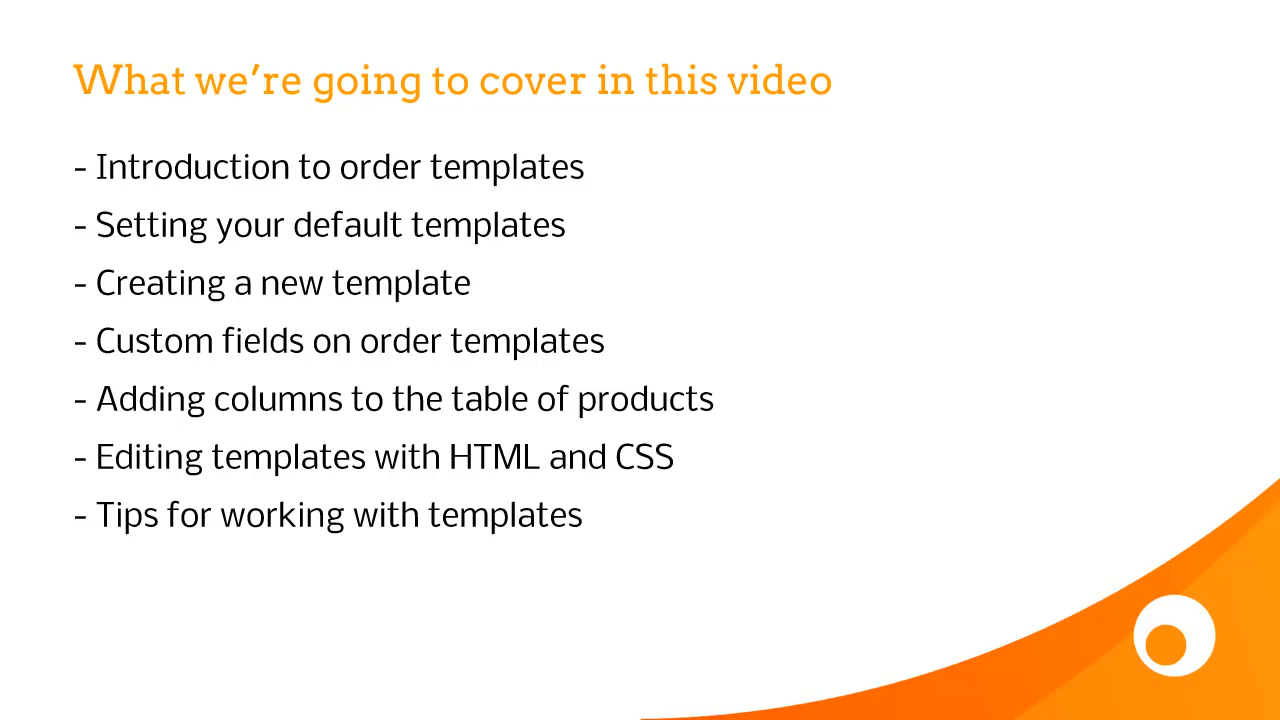 What we’re going to cover in this video
- Introduction to order templates
- Setting your default templates
- Creating a new template
- Custom fields on order templates
- Adding columns to the table of products
- Editing templates with HTML and CSS
- Tips for working with templates